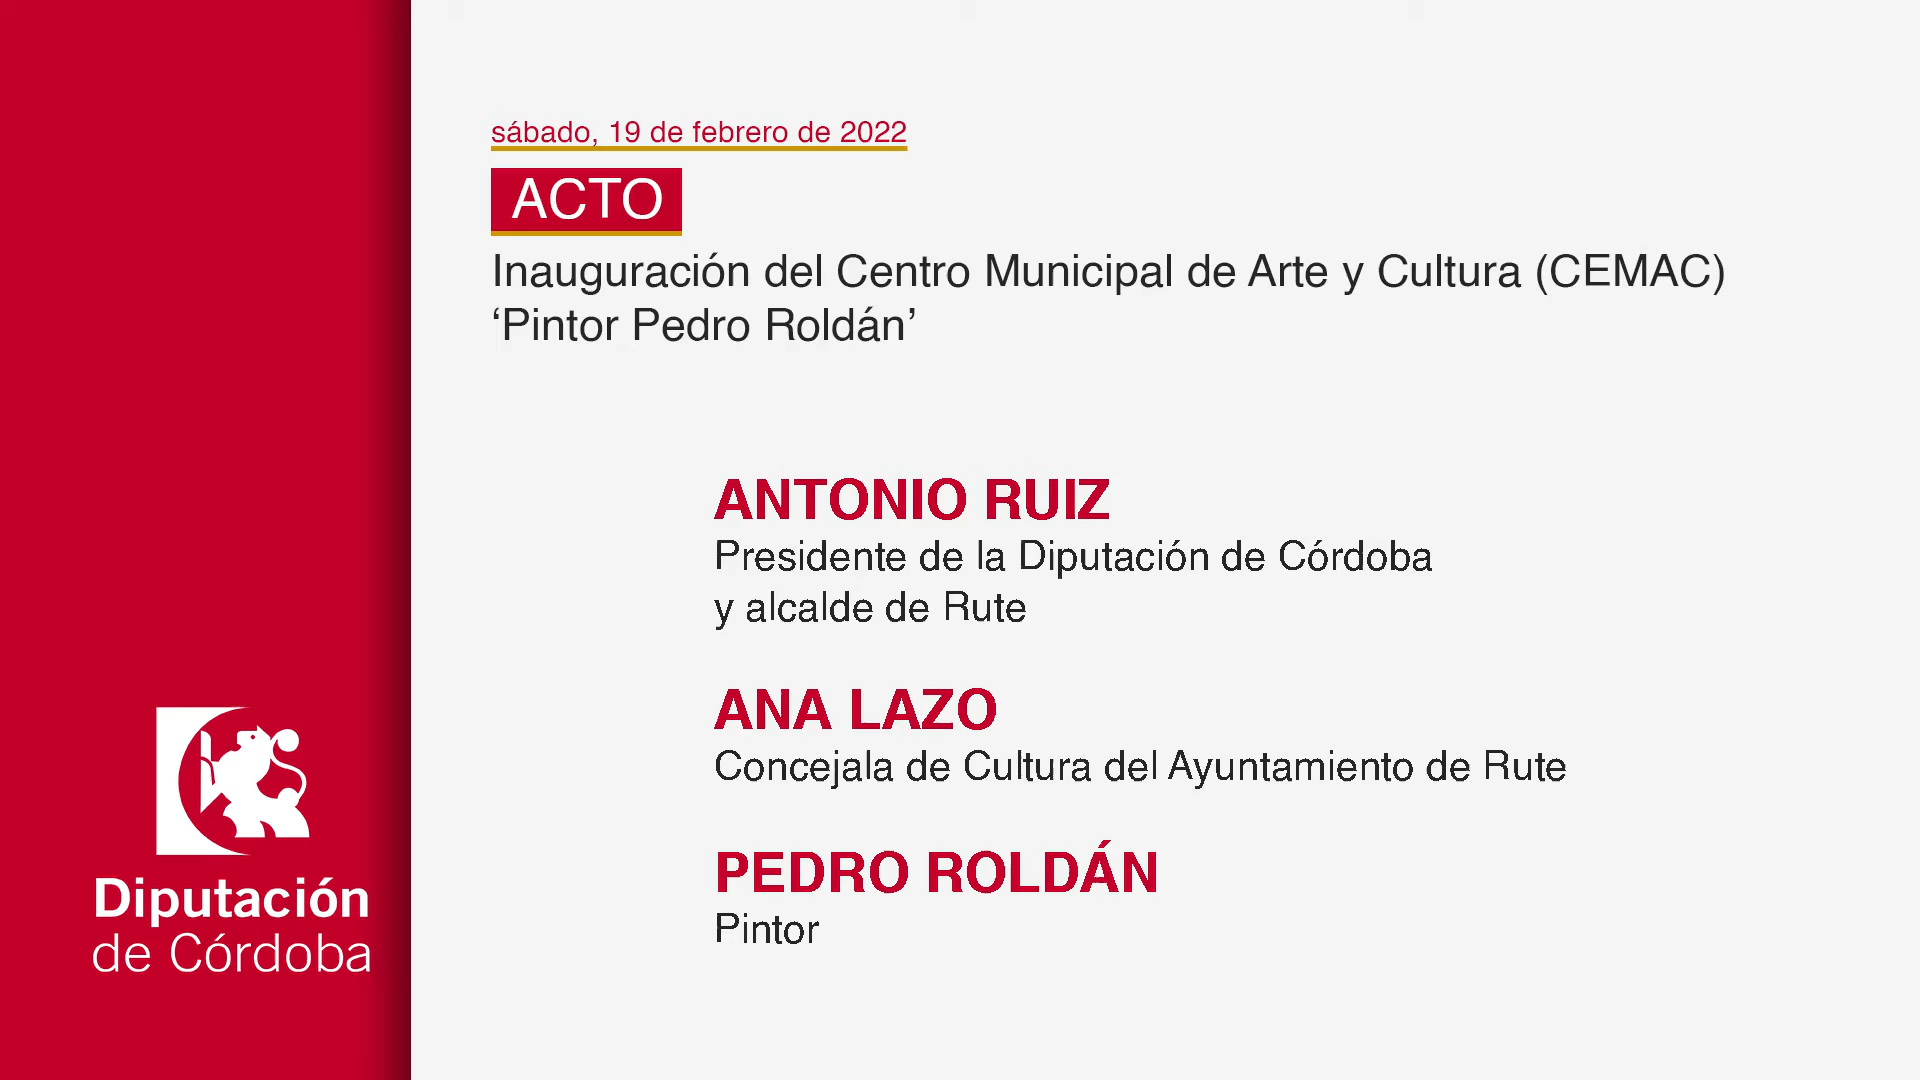 sábado, 19 de febrero de 2022
ACTO
Inauguración del Centro Municipal de Arte y Cultura (CEMAC)
‘Pintor Pedro Roldán’
ANTONIO RUIZ
Presidente de la Diputación de Córdoba
y alcalde de Rute
ANA LAZO
Concejala de Cultura del Ayuntamiento de Rute
PEDRO ROLDÁN
Pintor
Diputación
de Córdoba